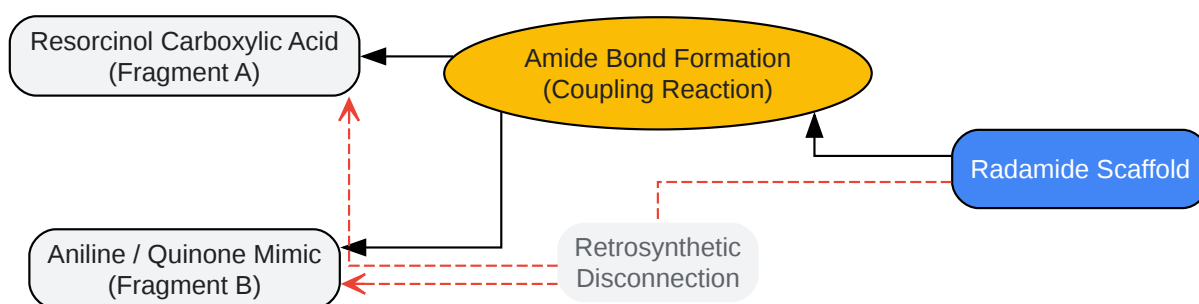 Resorcinol Carboxylic Acid
(Fragment A)
Amide Bond Formation
(Coupling Reaction)
Radamide Scaffold
Aniline / Quinone Mimic
(Fragment B)
Retrosynthetic
Disconnection